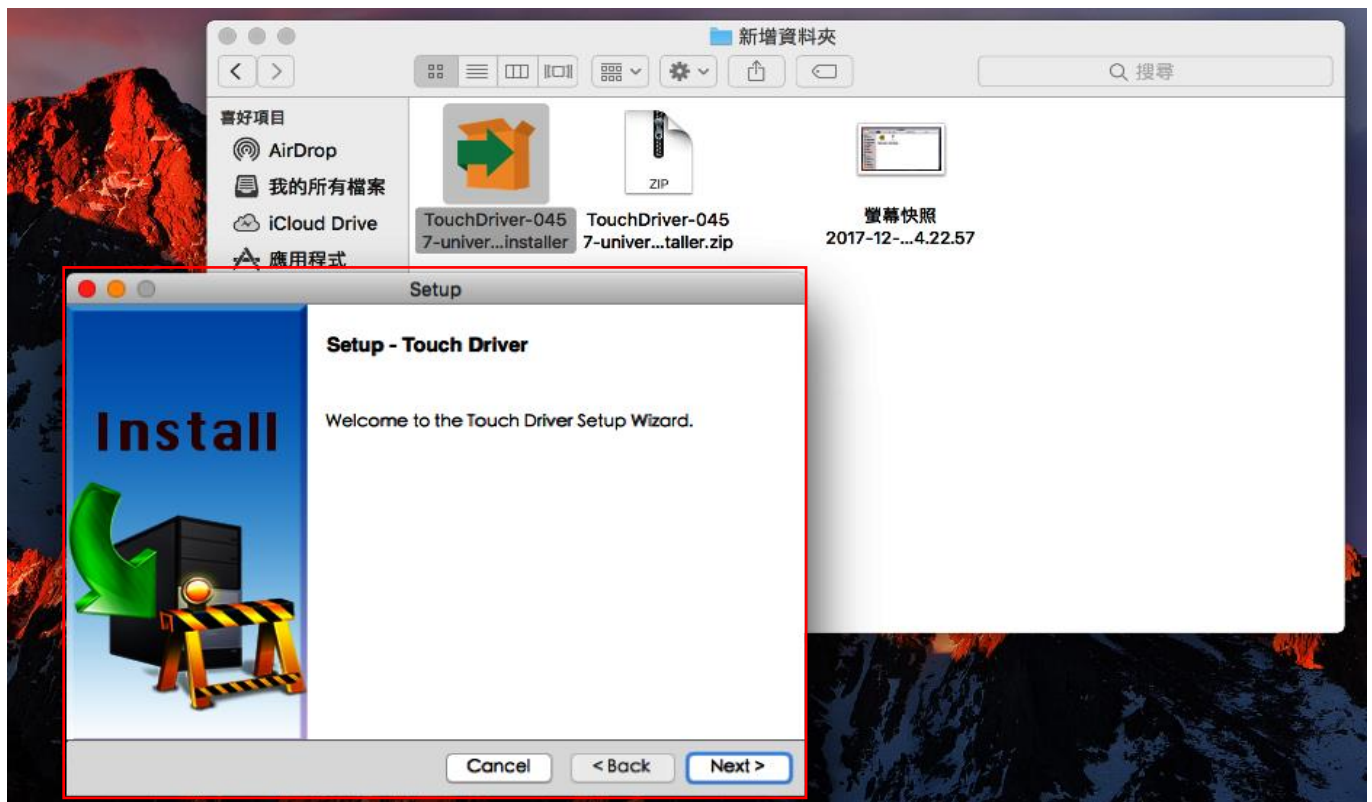 新增資料夾
搜尋
喜好項目
AirDrop
我的所有檔案
iCloud Drive
應用程式
TouchDriver-045
7-univer...installer
ZIP
TouchDriver-045
7-univer...taller.zip
螢幕快照
2017-12-...4.22.57
Setup
Install
Setup - Touch Driver
Welcome to the Touch Driver Setup Wizard.
Cancel
< Back
Next >